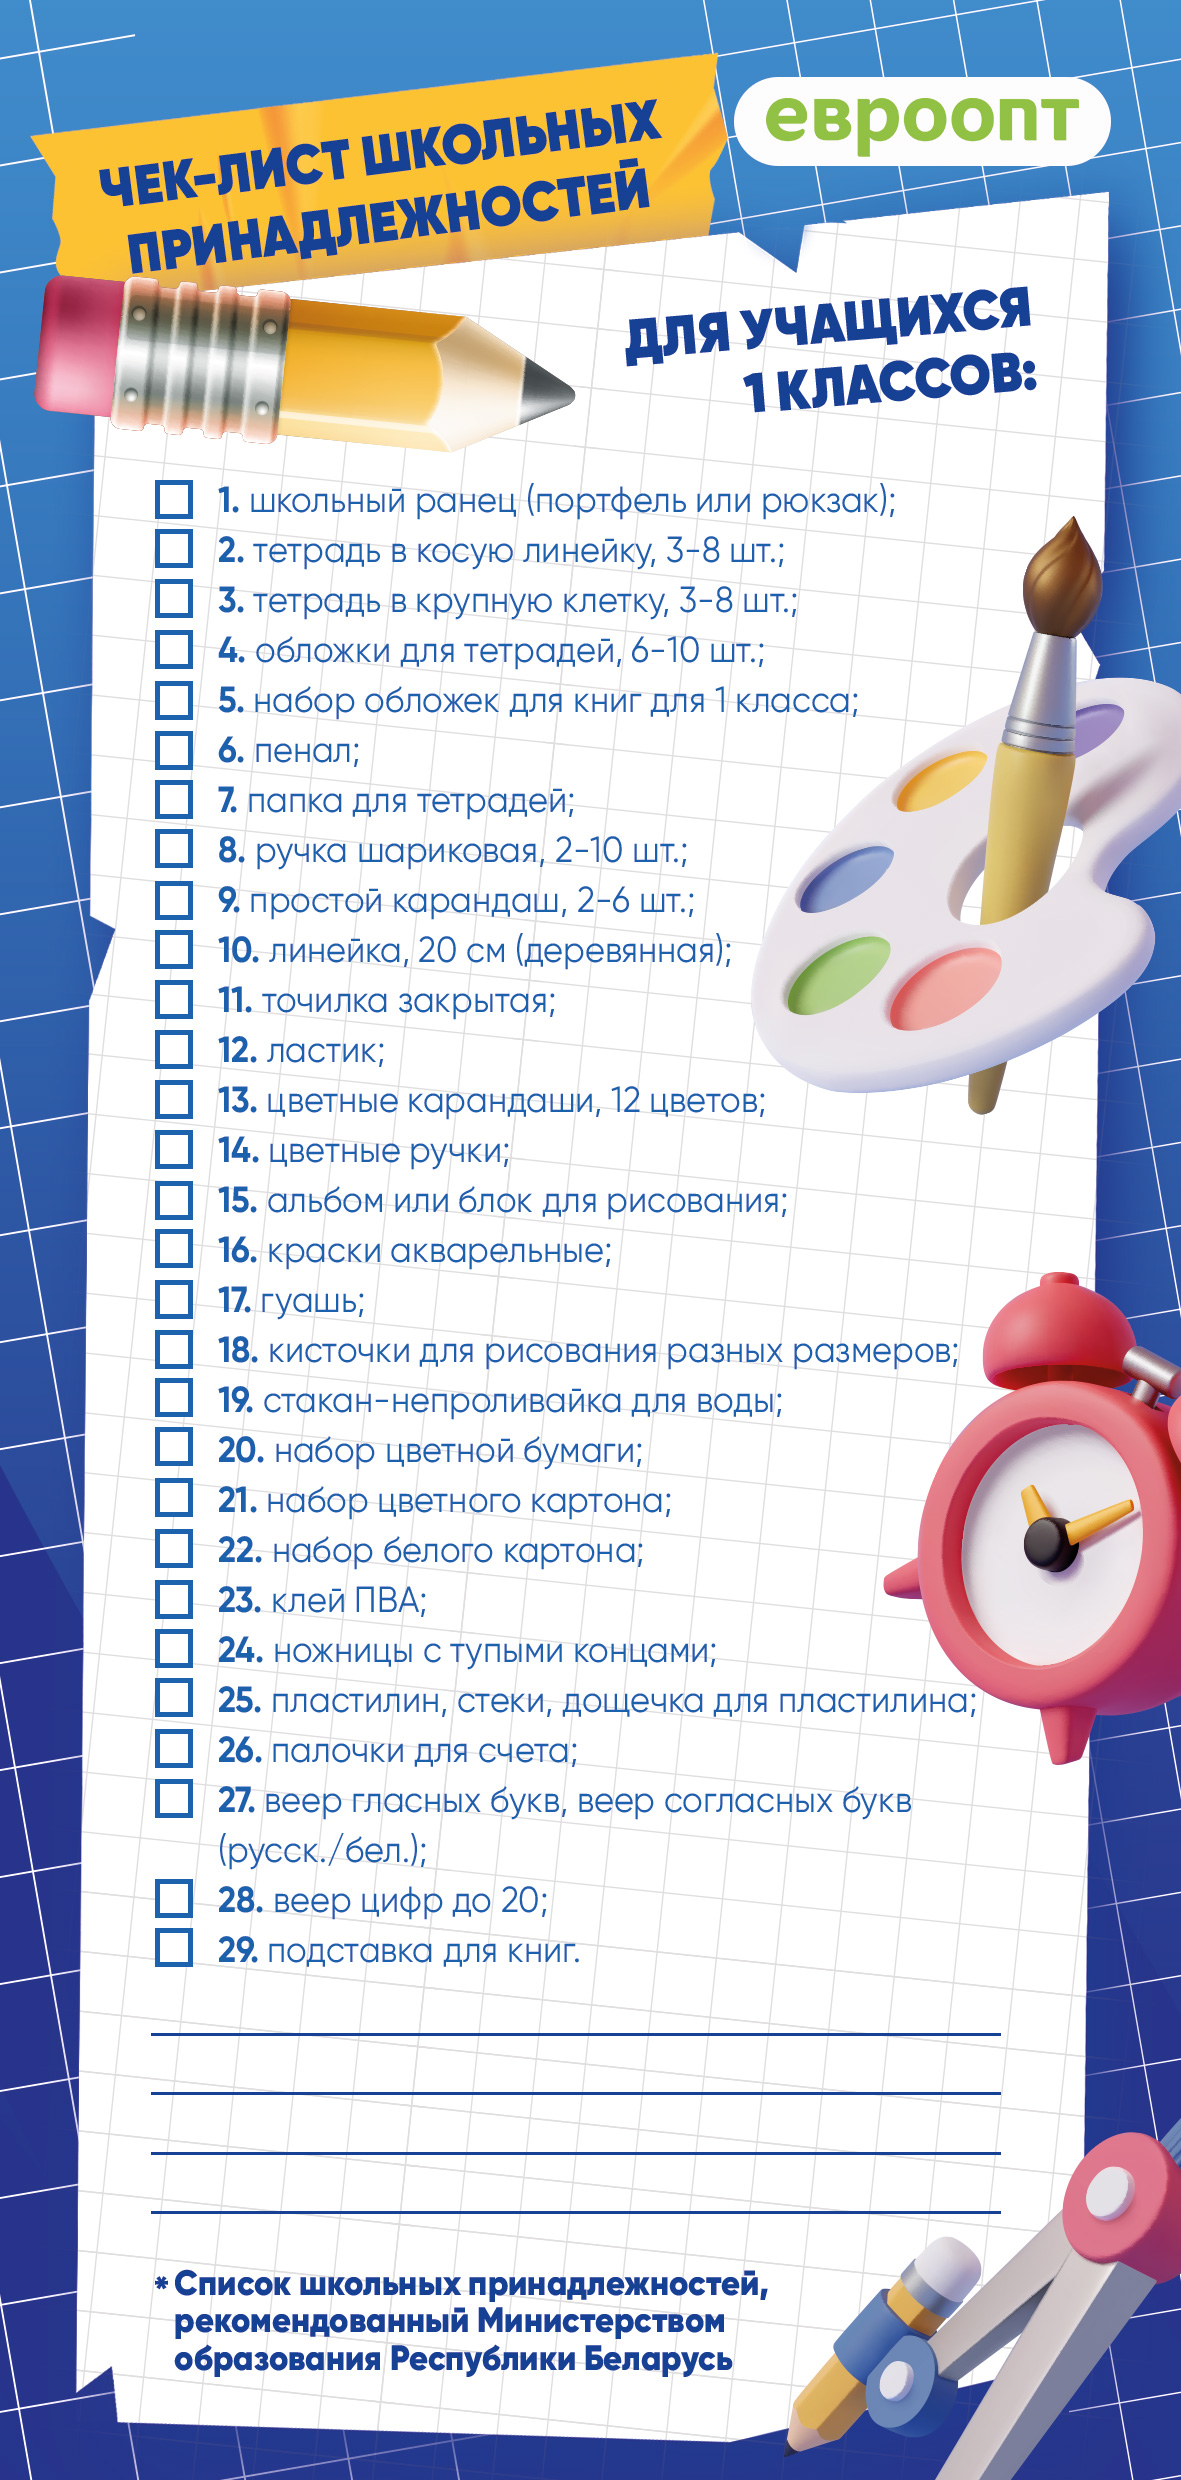 ЧЕК-ЛИСТ ШКОЛЬНЫХ
ПРИНАДЛЕЖНОСТЕЙ
евроопт
ДЛЯ УЧАЩИХСЯ
1 КЛАССОВ:
1. школьный ранец (портфель или рюкзак);
2. тетрадь в косую линейку, 3-8 шт.;
3. тетрадь в крупную клетку, 3-8 шт.;
4. обложки для тетрадей, 6-10 шт.;
5. набор обложек для книг для 1 класса;
6. пенал;
7. папка для тетрадей;
8. ручка шариковая, 2-10 шт.;
9. простой карандаш, 2-6 шт.;
10. линейка, 20 см (деревянная);
11. точилка закрытая;
12. ластик;
13. цветные карандаши, 12 цветов;
14. цветные ручки;
15. альбом или блок для рисования;
16. краски акварельные;
17. гуашь;
18. кисточки для рисования разных размеров;
19. стакан-непроливайка для воды;
20. набор цветной бумаги;
21. набор цветного картона;
22. набор белого картона;
23. клей ПВА;
24. ножницы с тупыми концами;
25. пластилин, стеки, дощечка для пластилина;
26. палочки для счета;
27. веер гласных букв, веер согласных букв
(русск./бел.);
28. веер цифр до 20;
29. подставка для книг.
* Список школьных принадлежностей,
рекомендованный Министерством
образования Республики Беларусь